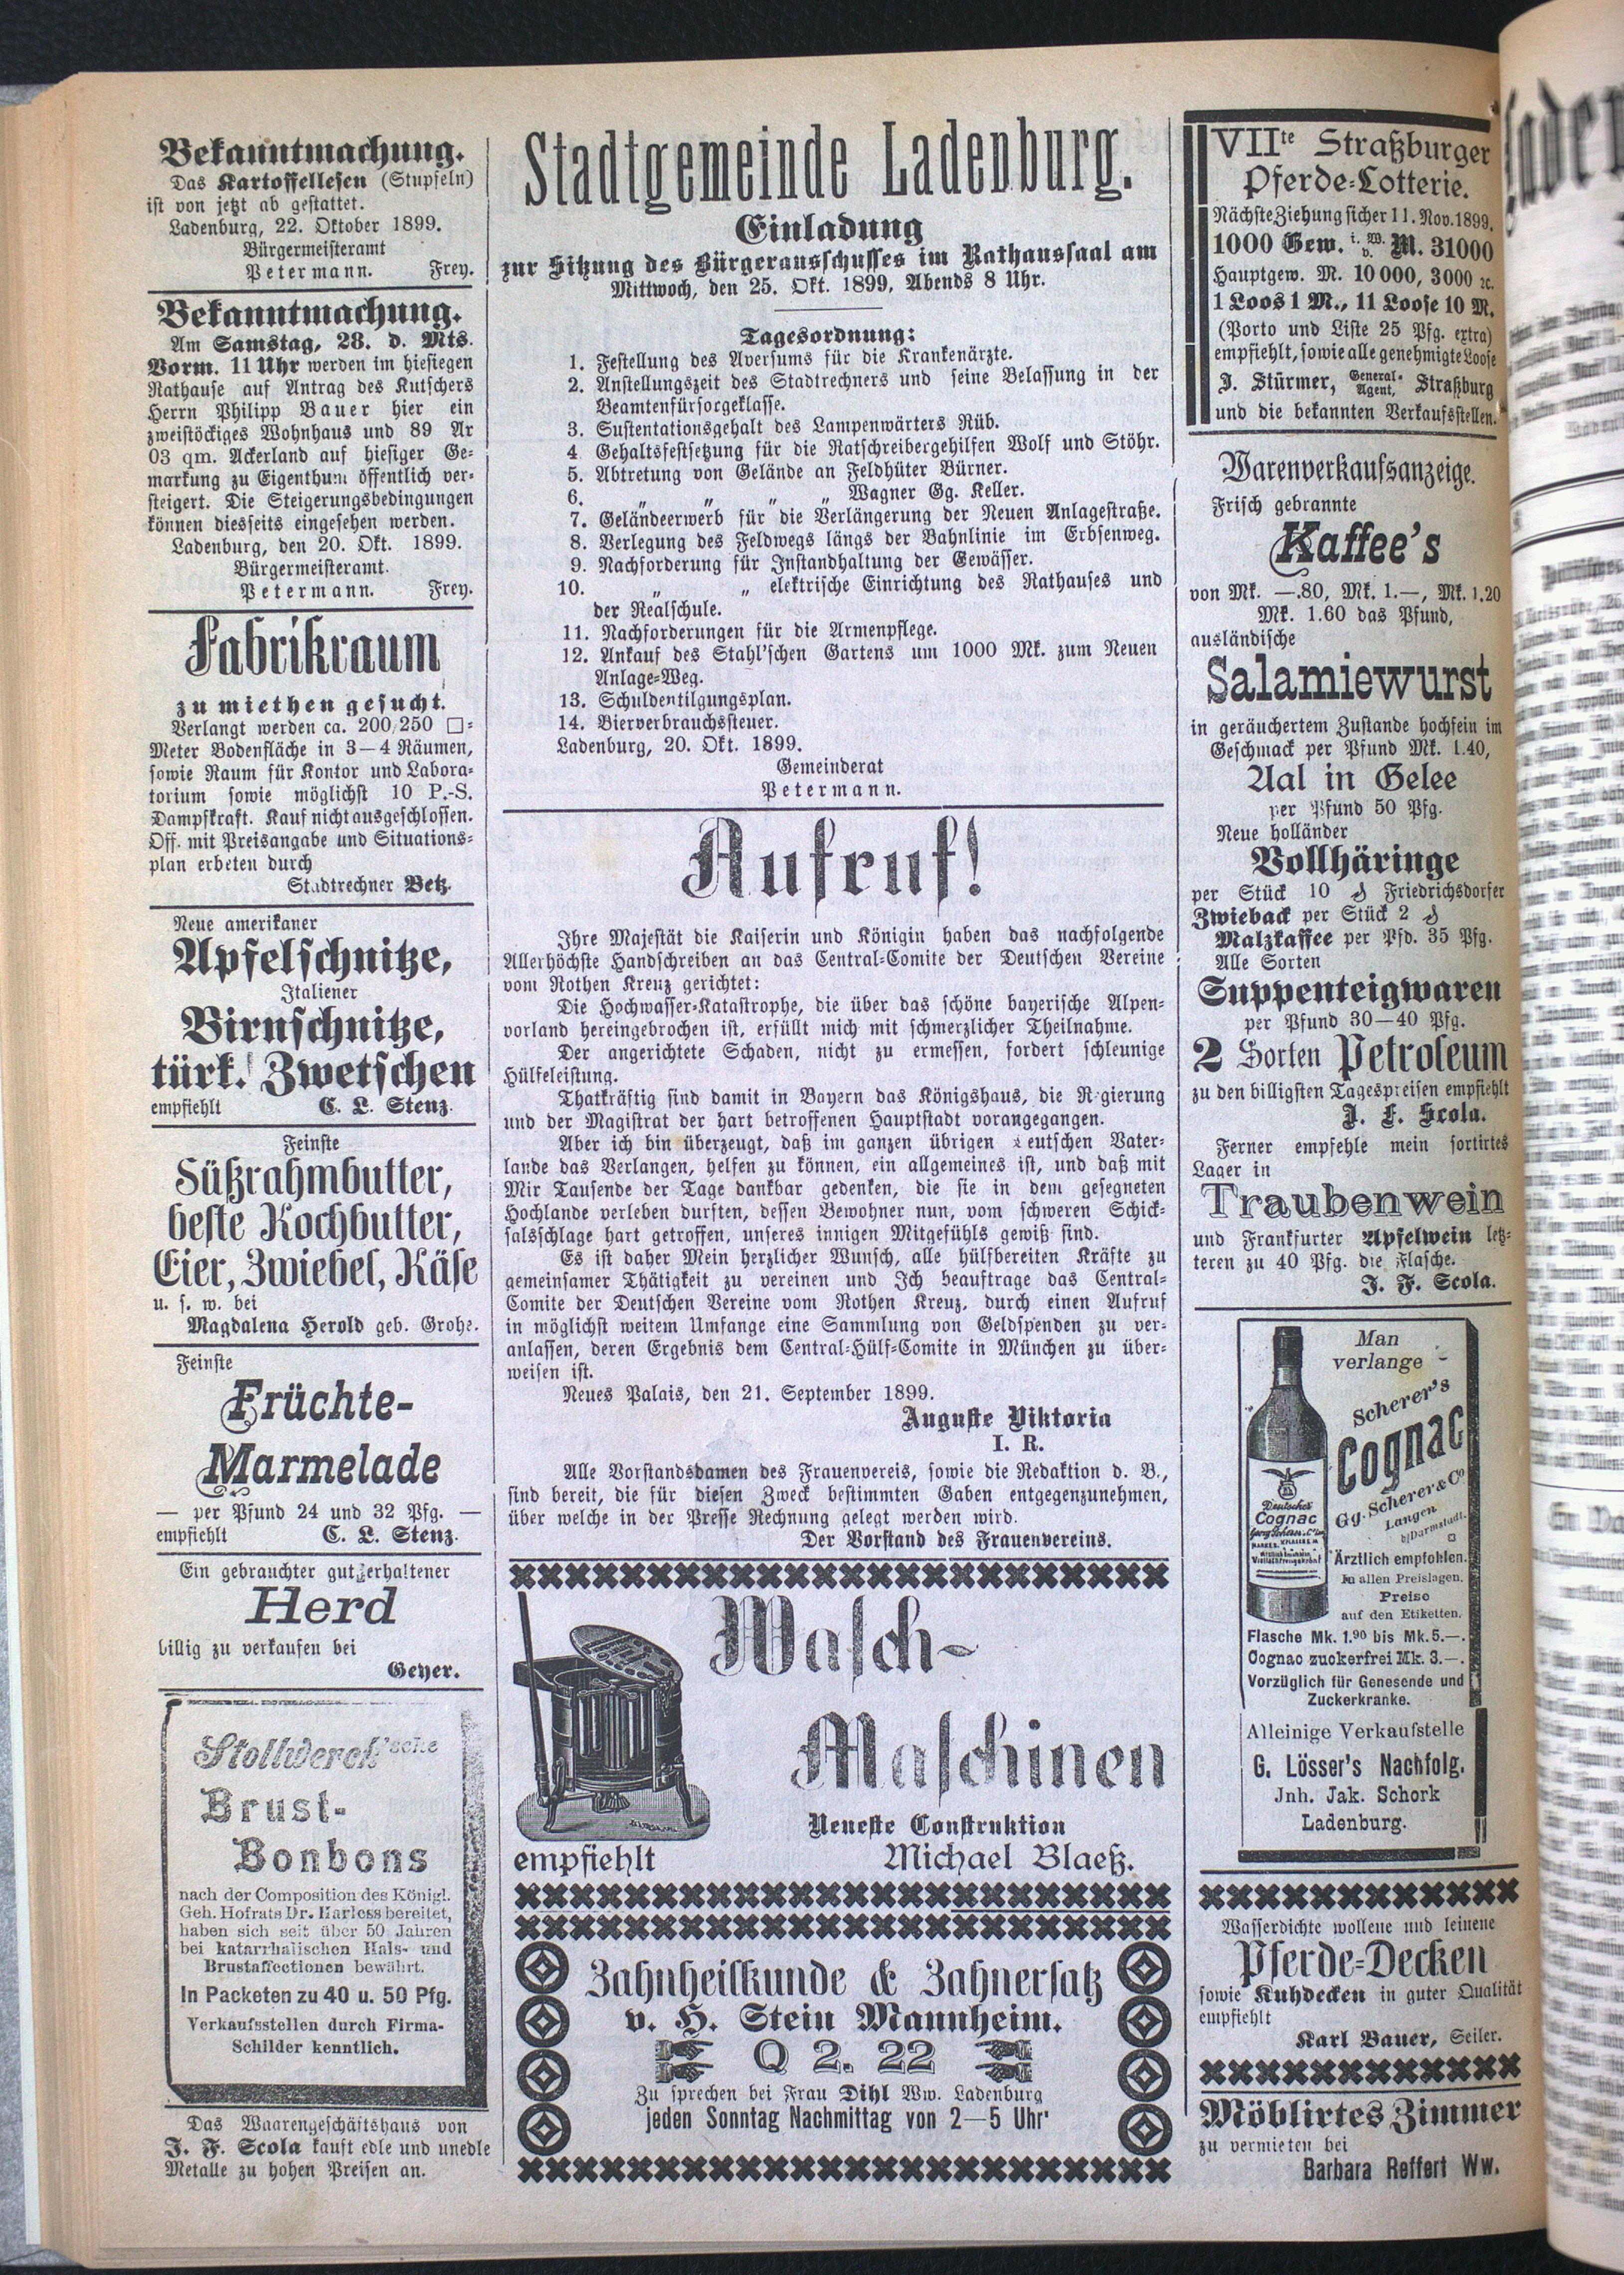 Bekanntmachung.
Das Kartoffellesen (Stupfeln)
ist von jetzt ab gestattet.
Ladenburg, 22. Oktober 1899.
Bürgermeisteramt
Petermann. Frey.
Bekanntmachung.
Am Samstag, 28. d. Mts.
Vorm. 11 Uhr werden im hiesigen
Rathause auf Antrag des Kutschers
Herrn Philipp Bauer hier ein
zweistöckiges Wohnhaus und 89 Ar
03 qm. Ackerland auf hiesiger Ge-
markung zu Eigenthum öffentlich ver-
steigert. Die Steigerungsbedingungen
können diesseits eingesehen werden.
Ladenburg, den 20. Okt. 1899.
Bürgermeisteramt.
Petermann. Frey.
Fabrikraum
zu miethen gesucht.
Verlangt werden ca. 200/250 □-
Meter Bodenfläche in 3—4 Räumen,
sowie Raum für Kontor und Labora-
torium sowie möglichst 10 P.-S.
Dampfkraft. Kauf nicht ausgeschlossen.
Off. mit Preisangabe und Situations-
plan erbeten durch
Stadtrechner Betz.
Neue amerikaner
Apfelschnitze,
Italiener
Birnschnitze,
türk. Zwetschen
empfiehlt C. L. Stenz.
Feinste
Süßrahmbutter,
beste Kochbutter,
Eier, Zwiebel, Käse
u. s. w. bei
Magdalena Herold geb. Grohe.
Feinste
Früchte-
Marmelade
— per Pfund 24 und 32 Pfg. —
empfiehlt C. L. Stenz.
Ein gebrauchter gut erhaltener
Herd
billig zu verkaufen bei
Geyer.
Stollwerck'sche
Brust-
Bonbons
nach der Composition des Königl.
Geh. Hofrats Dr. Harless bereitet,
haben sich seit über 50 Jahren
bei katarrhalischen Hals- und
Brustaffectionen bewährt.
In Packeten zu 40 u. 50 Pfg.
Verkaufsstellen durch Firma-
Schilder kenntlich.
Das Waarengeschäftshaus von
J. F. Scola kauft edle und unedle
Metalle zu hohen Preisen an.
Stadtgemeinde Ladenburg.
Einladung
zur Sitzung des Bürgerausschusses im Rathaussaal am
Mittwoch, den 25. Okt. 1899, Abends 8 Uhr.
Tagesordnung:
1. Festellung des Aversums für die Krankenärzte.
2. Anstellungszeit des Stadtrechners und seine Belassung in der
Beamtenfürsorgeklasse.
3. Sustentationsgehalt des Lampenwärters Rüb.
4 Gehaltsfestsetzung für die Ratschreibergehilfen Wolf und Stöhr.
5. Abtretung von Gelände an Feldhüter Bürner.
6. „ „ „ „ Wagner Gg. Keller.
7. Geländeerwerb für die Verlängerung der Neuen Anlagestraße.
8. Verlegung des Feldwegs längs der Bahnlinie im Erbsenweg.
9. Nachforderung für Instandhaltung der Gewässer.
10. „ „ elektrische Einrichtung des Rathauses und
der Realschule.
11. Nachforderungen für die Armenpflege.
12. Ankauf des Stahl'schen Gartens um 1000 Mk. zum Neuen
Anlage-Weg.
13. Schuldentilgungsplan.
14. Bierverbrauchssteuer.
Ladenburg, 20. Okt. 1899.
Gemeinderat
Petermann.
Aufruf!
Ihre Majestät die Kaiserin und Königin haben das nachfolgende
Allerhöchste Handschreiben an das Central-Comite der Deutschen Vereine
vom Rothen Kreuz gerichtet:
Die Hochwasser-Katastrophe, die über das schöne bayerische Alpen-
vorland hereingebrochen ist, erfüllt mich mit schmerzlicher Theilnahme.
Der angerichtete Schaden, nicht zu ermessen, fordert schleunige
Hülfeleistung.
Thatkräftig sind damit in Bayern das Königshaus, die Regierung
und der Magistrat der hart betroffenen Hauptstadt vorangegangen.
Aber ich bin überzeugt, daß im ganzen übrigen deutschen Vater-
lande das Verlangen, helfen zu können, ein allgemeines ist, und daß mit
Mir Tausende der Tage dankbar gedenken, die sie in dem gesegneten
Hochlande verleben durften, dessen Bewohner nun, vom schweren Schick-
salsschlage hart getroffen, unseres innigen Mitgefühls gewiß sind.
Es ist daher Mein herzlicher Wunsch, alle hülfsbereiten Kräfte zu
gemeinsamer Thätigkeit zu vereinen und Ich beauftrage das Central-
Comite der Deutschen Vereine vom Rothen Kreuz, durch einen Aufruf
in möglichst weitem Umfange eine Sammlung von Geldspenden zu ver-
anlassen, deren Ergebnis dem Central-Hülf-Comite in München zu über-
weisen ist.
Neues Palais, den 21. September 1899.
Auguste Viktoria
I. R.
Alle Vorstandsdamen des Frauenvereis, sowie die Redaktion d. B.,
sind bereit, die für diesen Zweck bestimmten Gaben entgegenzunehmen,
über welche in der Presse Rechnung gelegt werden wird.
Der Vorstand des Frauenvereins.
Wasch-
Maschinen
Neueste Construktion
empfiehlt Michael Blaeß.
Zahnheilkunde & Zahnersatz
v. H. Stein Mannheim.
Q 2. 22
Zu sprechen bei Frau Dihl Ww. Ladenburg
jeden Sonntag Nachmittag von 2—5 Uhr
VIIte Straßburger
Pferde-Lotterie.
Nächste Ziehung sicher 11. Nov. 1899.
1000 Gew. i. W. v. M. 31000
Hauptgew. M. 10 000, 3000 ꝛc.
1 Loos 1 M., 11 Loose 10 M.
(Porto und Liste 25 Pfg. extra)
empfiehlt, sowie alle genehmigte Loose
J. Stürmer, General-Agent, Straßburg
und die bekannten Verkaufsstellen.
Warenverkaufsanzeige.
Frisch gebrannte
Kaffee's
von Mk. —.80, Mk. 1.—, Mk. 1.20
Mk. 1.60 das Pfund,
ausländische
Salamiewurst
in geräuchertem Zustande hochfein im
Geschmack per Pfund Mk. 1.40,
Aal in Gelee
per Pfund 50 Pfg.
Neue holländer
Vollhäringe
per Stück 10 ₰ Friedrichsdorfer
Zwieback per Stück 2 ₰
Malzkaffee per Pfd. 35 Pfg.
Alle Sorten
Suppenteigwaren
per Pfund 30—40 Pfg.
2 Sorten Petroleum
zu den billigsten Tagespreisen empfiehlt
J. F. Scola.
Ferner empfehle mein sortirtes
Lager in
Traubenwein
und Frankfurter Apfelwein letz-
teren zu 40 Pfg. die Flasche.
J. F. Scola.
Man
verlange
Scherer's
Cognac
Gg. Scherer & Co
Langen
b/Darmstadt.
Deutscher
Cognac
Ärztlich empfohlen.
In allen Preislagen.
Preise
auf den Etiketten.
Flasche Mk. 1.90 bis Mk. 5.—.
Cognac zuckerfrei Mk. 3.—.
Vorzüglich für Genesende und
Zuckerkranke.
Alleinige Verkaufstelle
G. Lösser's Nachfolg.
Jnh. Jak. Schork
Ladenburg.
Wasserdichte wollene und leinene
Pferde-Decken
sowie Kuhdecken in guter Qualität
empfiehlt
Karl Bauer, Seiler.
Möblirtes Zimmer
zu vermieten bei
Barbara Reffert Ww.